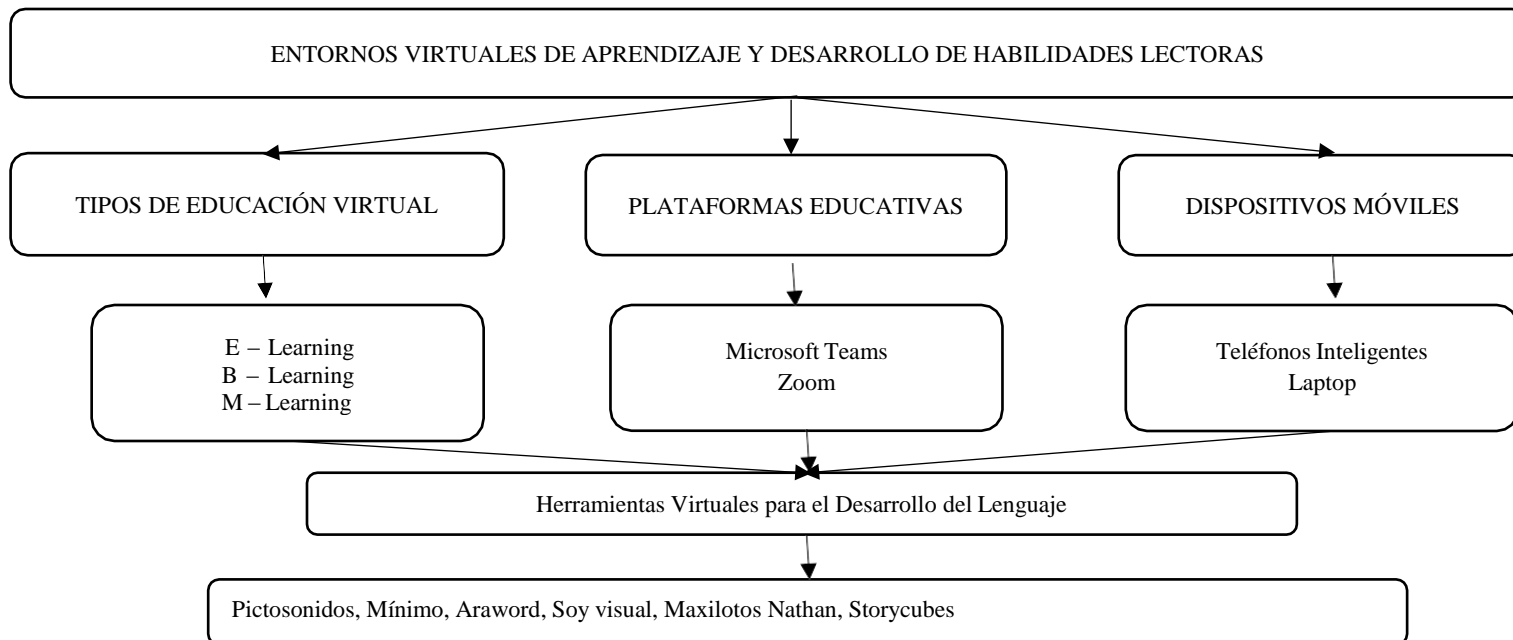 ENTORNOS VIRTUALES DE APRENDIZAJE Y DESARROLLO DE HABILIDADES LECTORAS
TIPOS DE EDUCACIÓN VIRTUAL
PLATAFORMAS EDUCATIVAS
DISPOSITIVOS MÓVILES
E – Learning
B – Learning
M – Learning
Microsoft Teams
Zoom
Teléfonos Inteligentes
Laptop
Herramientas Virtuales para el Desarrollo del Lenguaje
Pictosonidos, Mínimo, Araword, Soy visual, Maxilotos Nathan, Storycubes